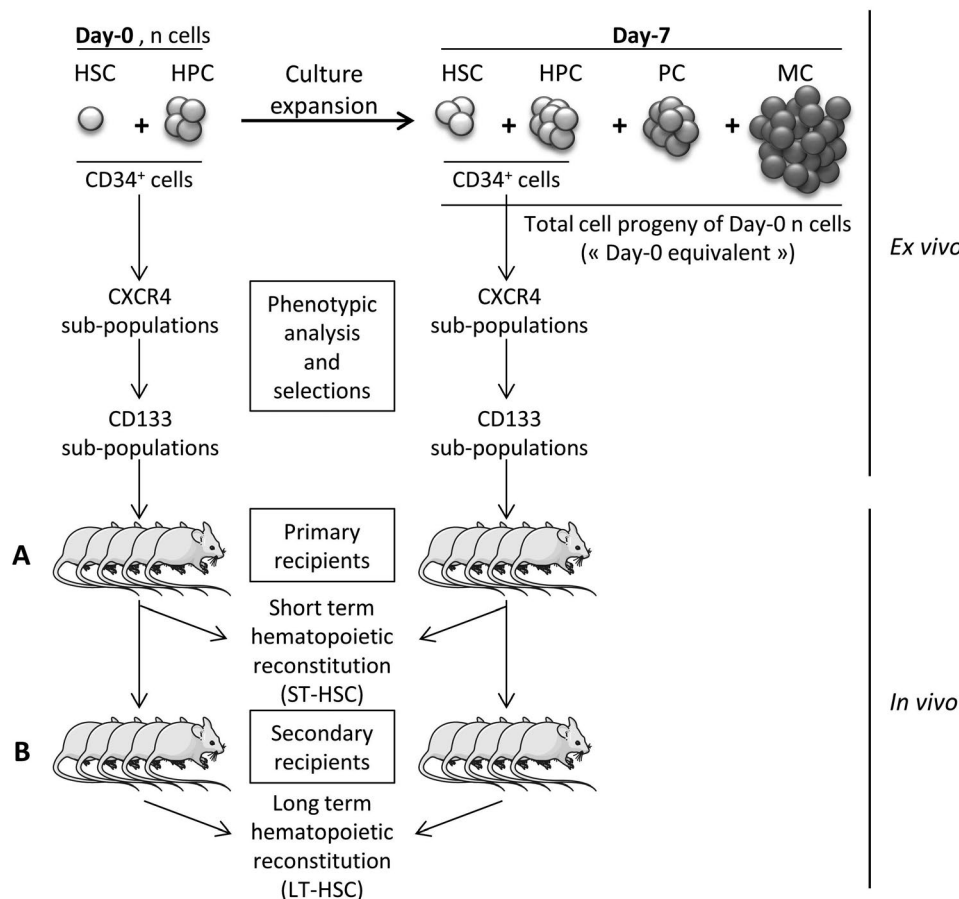 Day-0 , n cells
Day-7
HSC
HPC
Culture
expansion
HSC
HPC
PC
MC
+
+
+
+
CD34+ cells
CD34+ cells
Total cell progeny of Day-0 n cells
(« Day-0 equivalent »)
Ex vivo
CXCR4
sub-populations
Phenotypic
analysis
and
selections
CXCR4
sub-populations
CD133
sub-populations
CD133
sub-populations
A
Primary
recipients
Short term
hematopoietic
reconstitution
(ST-HSC)
In vivo
B
Secondary
recipients
Long term
hematopoietic
reconstitution
(LT-HSC)